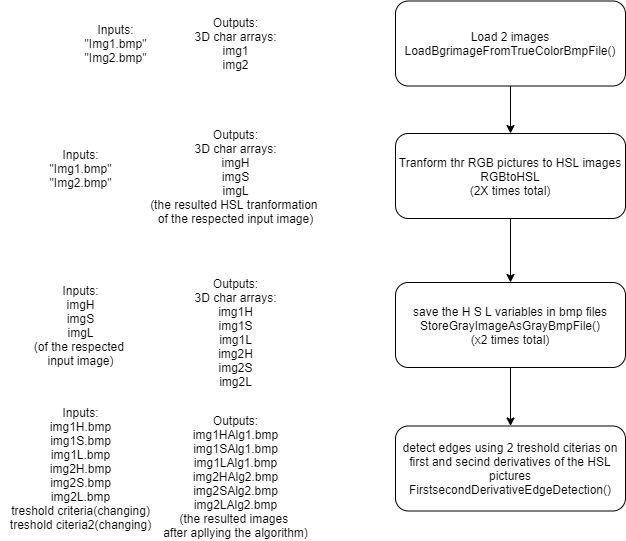 Inputs:
"Img1.bmp"
"Img2.bmp"
Outputs:
3D char arrays:
img1
img2
Load 2 images
LoadBgrimageFromTrueColorBmpFile()
Inputs:
"Img1.bmp"
"Img2.bmp"
Outputs:
3D char arrays:
imgH
imgS
imgL
(the resulted HSL tranformation
of the respected input image)
Tranform thr RGB pictures to HSL images
RGBtoHSL
(2X times total)
Inputs:
imgH
imgS
imgL
(of the respected
input image)
Outputs:
3D char arrays:
img1H
img1S
img1L
img2H
img2S
img2L
save the H S L variables in bmp files
StoreGrayImageAsGrayBmpFile()
(x2 times total)
Inputs:
img1H.bmp
img1S.bmp
img1L.bmp
img2H.bmp
img2S.bmp
img2L.bmp
treshold criteria(changing)
treshold citeria2(changing)
Outputs:
img1HAlg1.bmp
img1SAlg1.bmp
img1LAlg1.bmp
img2HAlg2.bmp
img2SAlg2.bmp
img2LAlg2.bmp
(the resulted images
after apllying the algorithm)
detect edges using 2 treshold citerias on
first and secind derivatives of the HSL
pictures
FirstsecondDerivativeEdgeDetection()